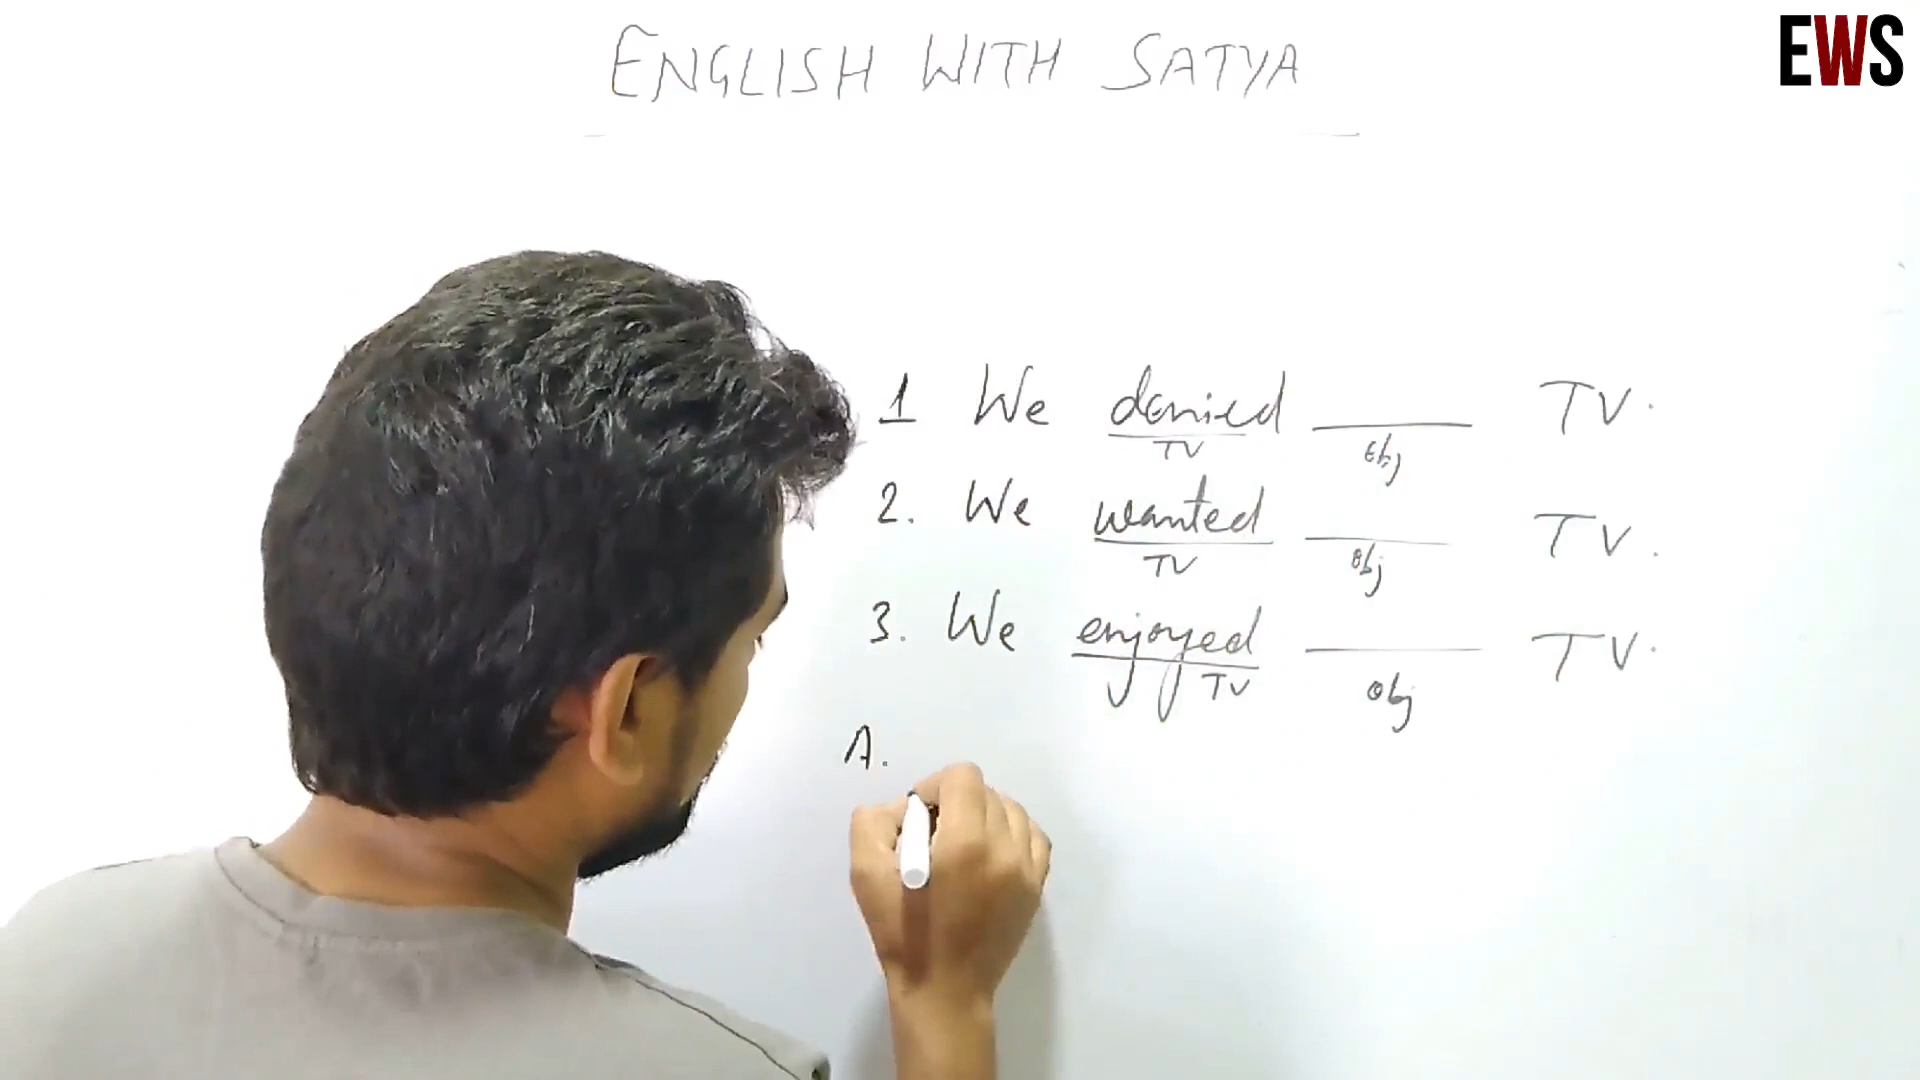 ENGLISH WITH SATYA
EWS
1 We denied ____ TV.
TV obj
2. We wanted ____ TV.
TV obj
3. We enjoyed ____ TV.
TV obj
A.